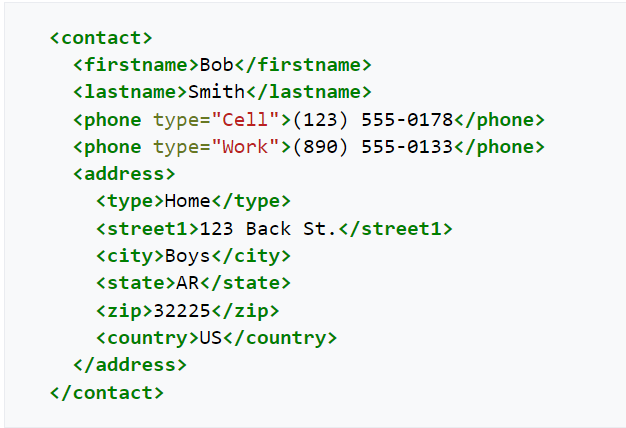 <contact>
<firstname>Bob</firstname>
<lastname>Smith</lastname>
<phone type="Cell">(123) 555-0178</phone>
<phone type="Work">(890) 555-0133</phone>
<address>
<type>Home</type>
<street1>123 Back St.</street1>
<city>Boys</city>
<state>AR</state>
<zip>32225</zip>
<country>US</country>
</address>
</contact>